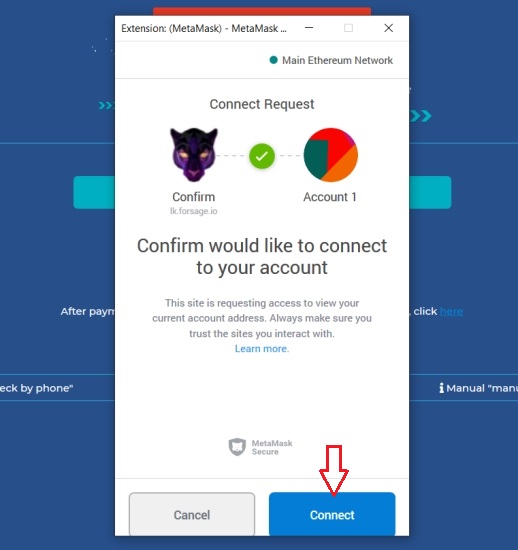 Extension: (MetaMask) - MetaMask ...
Main Ethereum Network
Connect Request
Confirm
lk.forsage.io
Account 1
Confirm would like to connect
to your account
This site is requesting access to view your
current account address. Always make sure you
trust the sites you interact with.
Learn more.
After paym
, click here
eck by phone"
Manual "manu
MetaMask
Secure
Cancel
Connect